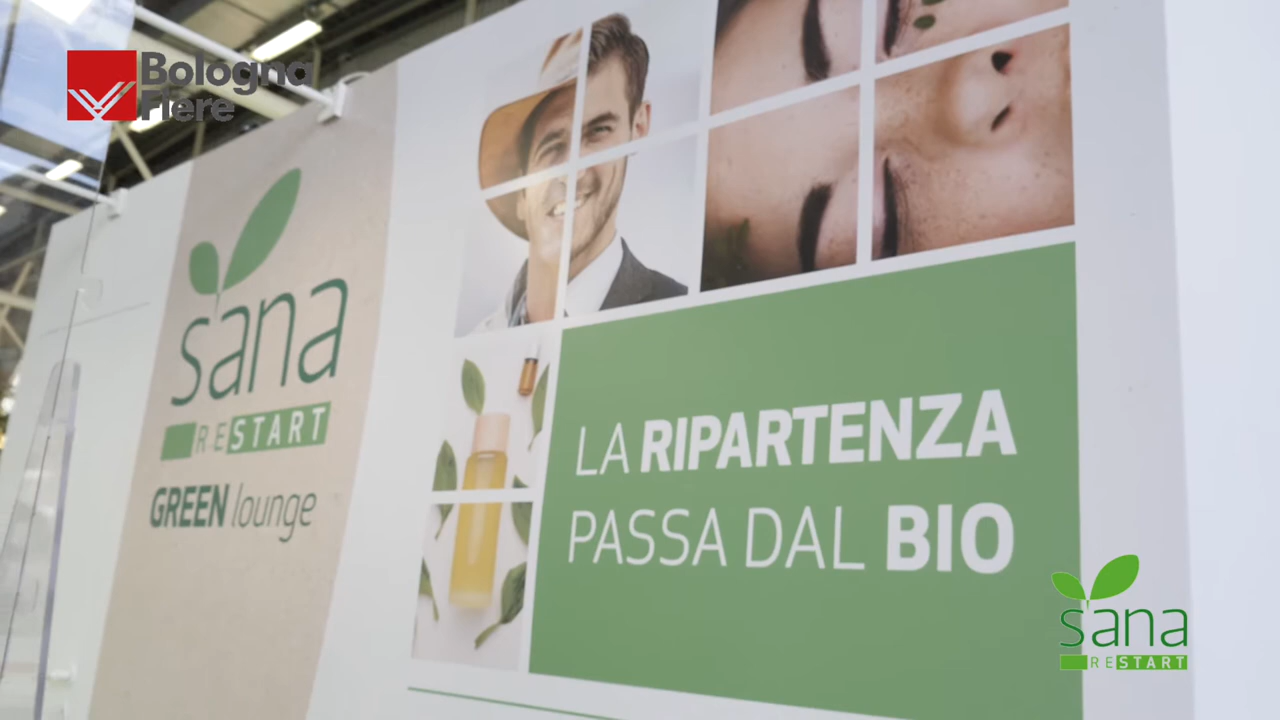 Bologna
Fiere
sana
RESTART
GREEN lounge
LA RIPARTENZA
PASSA DAL BIO
sana
RESTART